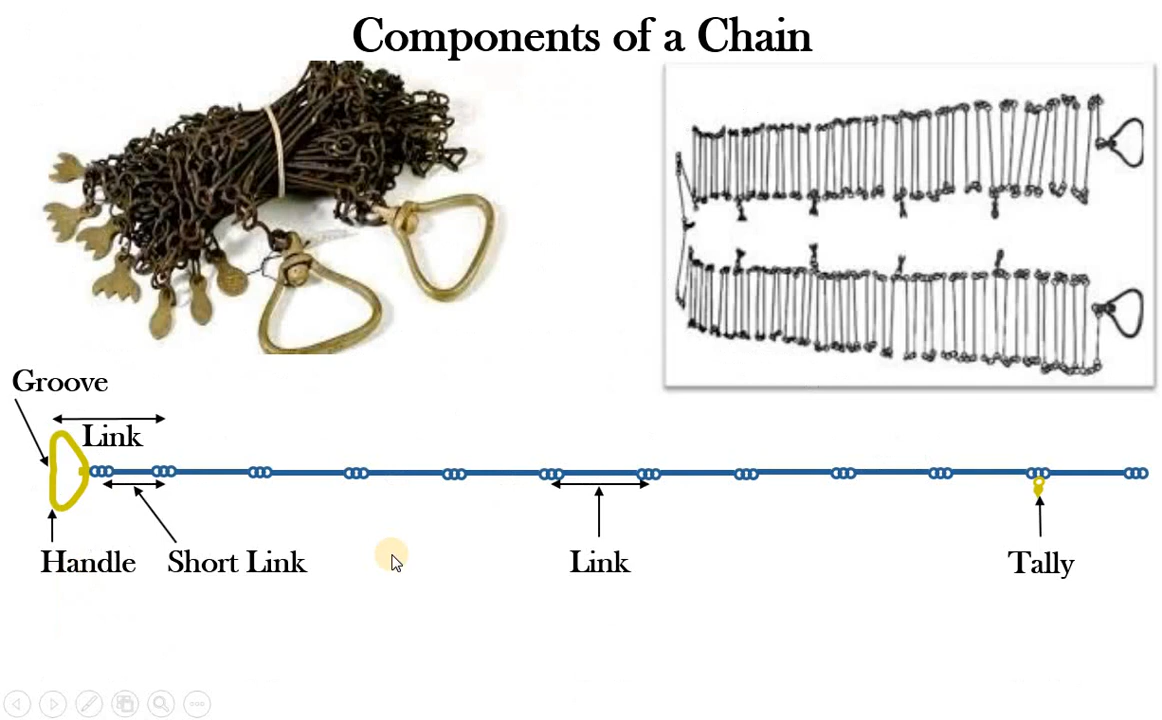 Components of a Chain
Groove
Link
Handle
Short Link
Link
Tally